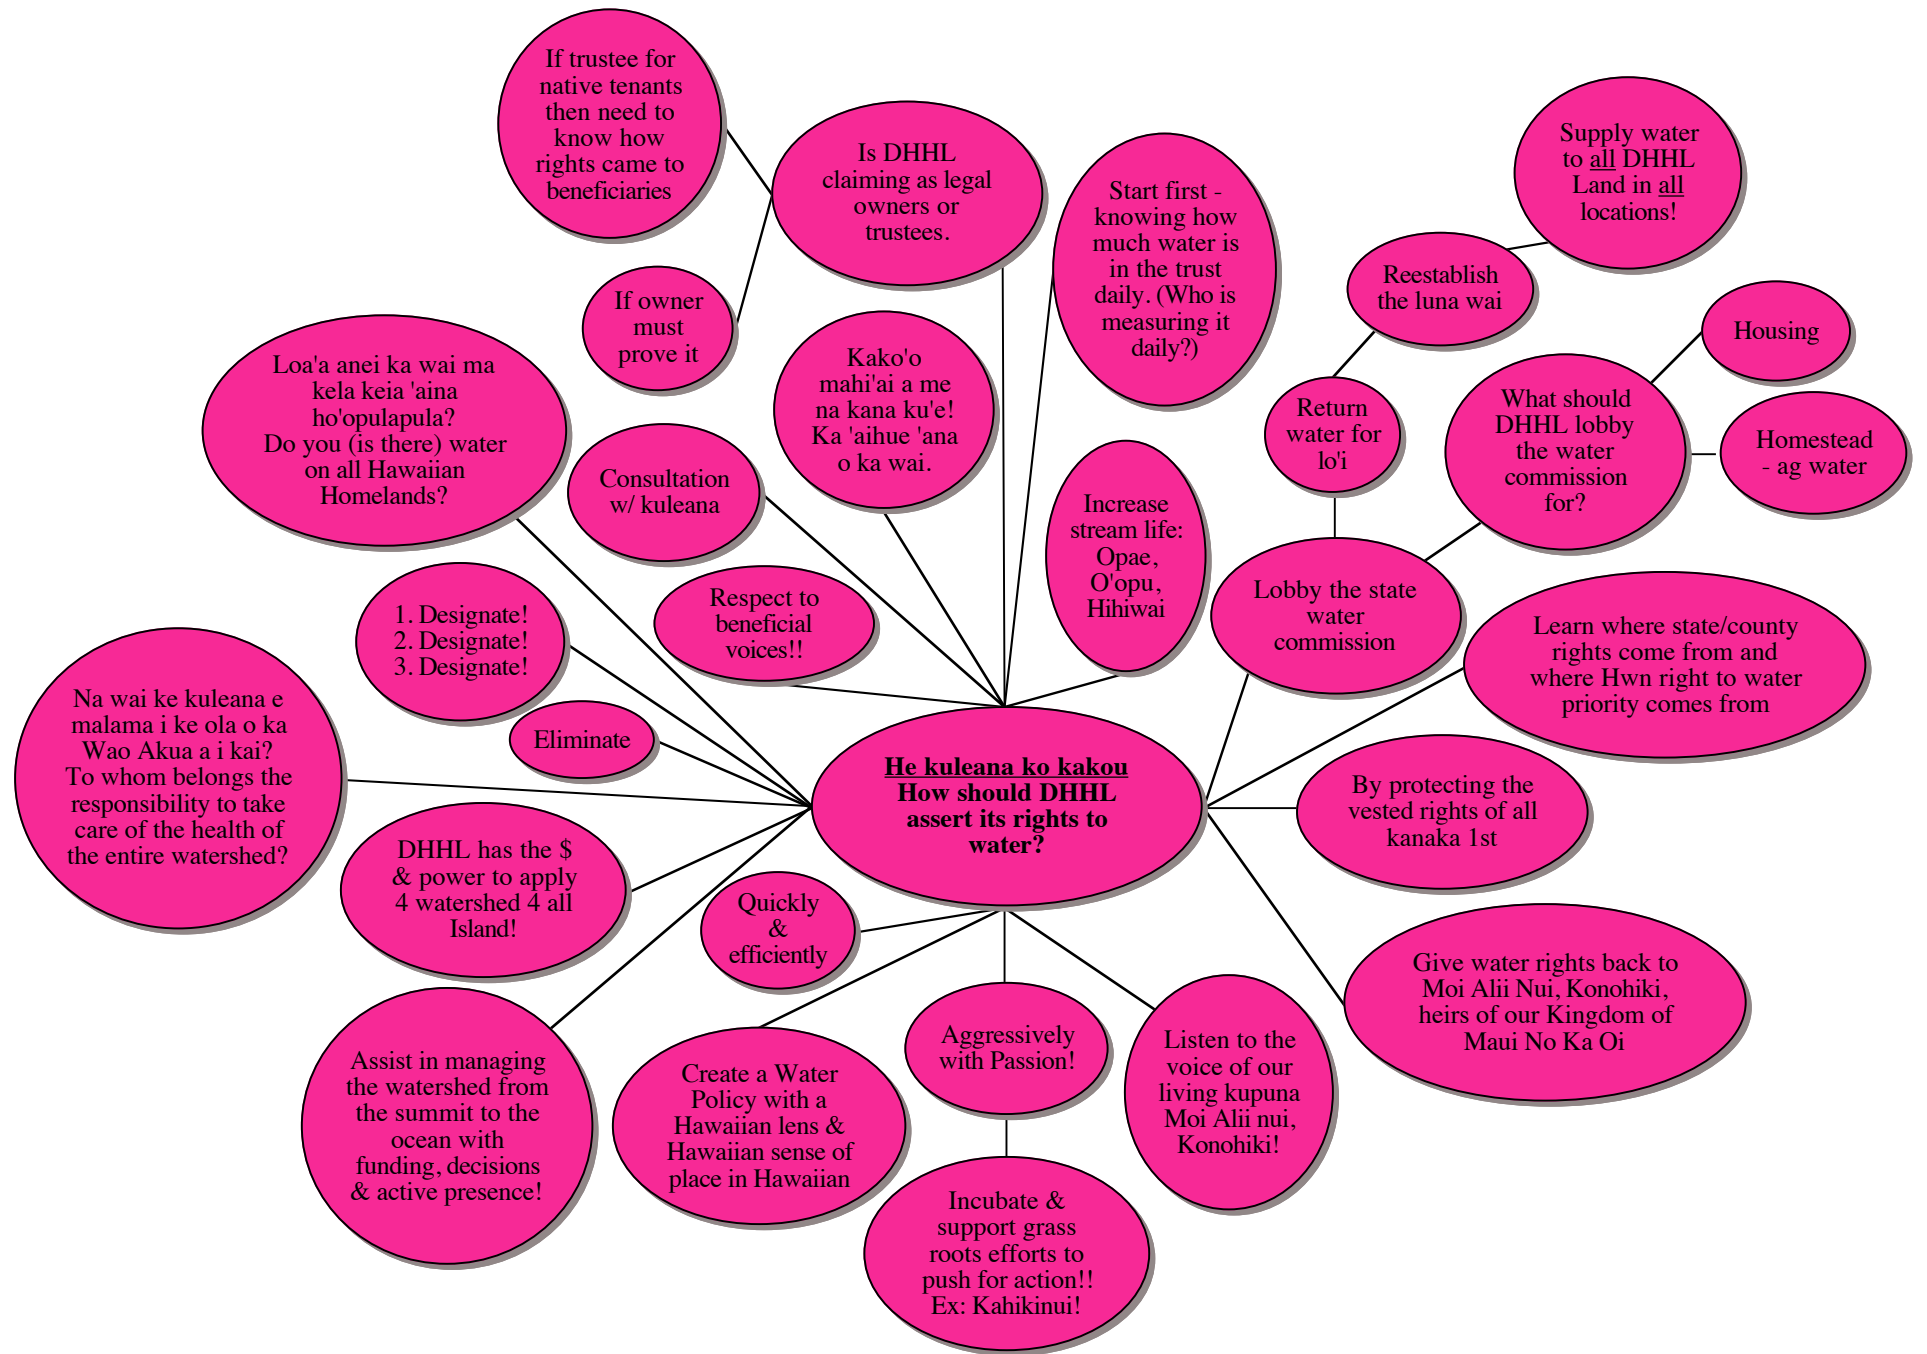 If trustee for
native tenants
then need to
know how
rights came to
beneficiaries
Is DHHL
claiming as legal
owners or
trustees.
Start first -
knowing how
much water is
in the trust
daily. (Who is
measuring it
daily?)
Supply water
to all DHHL
Land in all
locations!
Reestablish
the luna wai
If owner
must
prove it
Housing
Loa'a anei ka wai ma
kela keia 'aina
ho'opulapula?
Do you (is there) water
on all Hawaiian
Homelands?
Kako'o
mahi'ai a me
na kana ku'e!
Ka 'aihue 'ana
o ka wai.
Return
water for
lo'i
What should
DHHL lobby
the water
commission
for?
Homestead
- ag water
Consultation
w/ kuleana
Increase
stream life:
Opae,
O'opu,
Hihiwai
Respect to
beneficial
voices!!
Lobby the state
water
commission
1. Designate!
2. Designate!
3. Designate!
Learn where state/county
rights come from and
where Hwn right to water
priority comes from
Na wai ke kuleana e
malama i ke ola o ka
Wao Akua a i kai?
To whom belongs the
responsibility to take
care of the health of
the entire watershed?
Eliminate
He kuleana ko kakou
How should DHHL
assert its rights to
water?
By protecting the
vested rights of all
kanaka 1st
DHHL has the $
& power to apply
4 watershed 4 all
Island!
Quickly
&
efficiently
Give water rights back to
Moi Alii Nui, Konohiki,
heirs of our Kingdom of
Maui No Ka Oi
Assist in managing
the watershed from
the summit to the
ocean with
funding, decisions
& active presence!
Create a Water
Policy with a
Hawaiian lens &
Hawaiian sense of
place in Hawaiian
Aggressively
with Passion!
Listen to the
voice of our
living kupuna
Moi Alii nui,
Konohiki!
Incubate &
support grass
roots efforts to
push for action!!
Ex: Kahikinui!